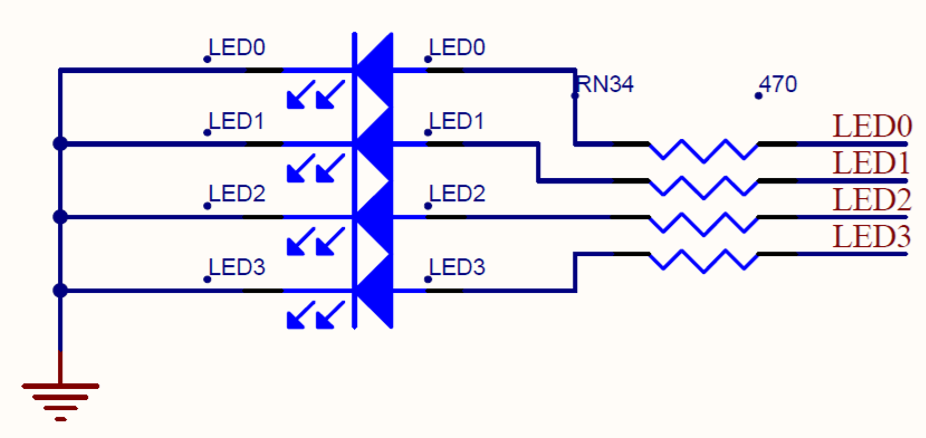 LED0 LED0
RN34 470
LED1 LED1 LED0
LED1
LED2 LED2 LED2
LED3
LED3 LED3